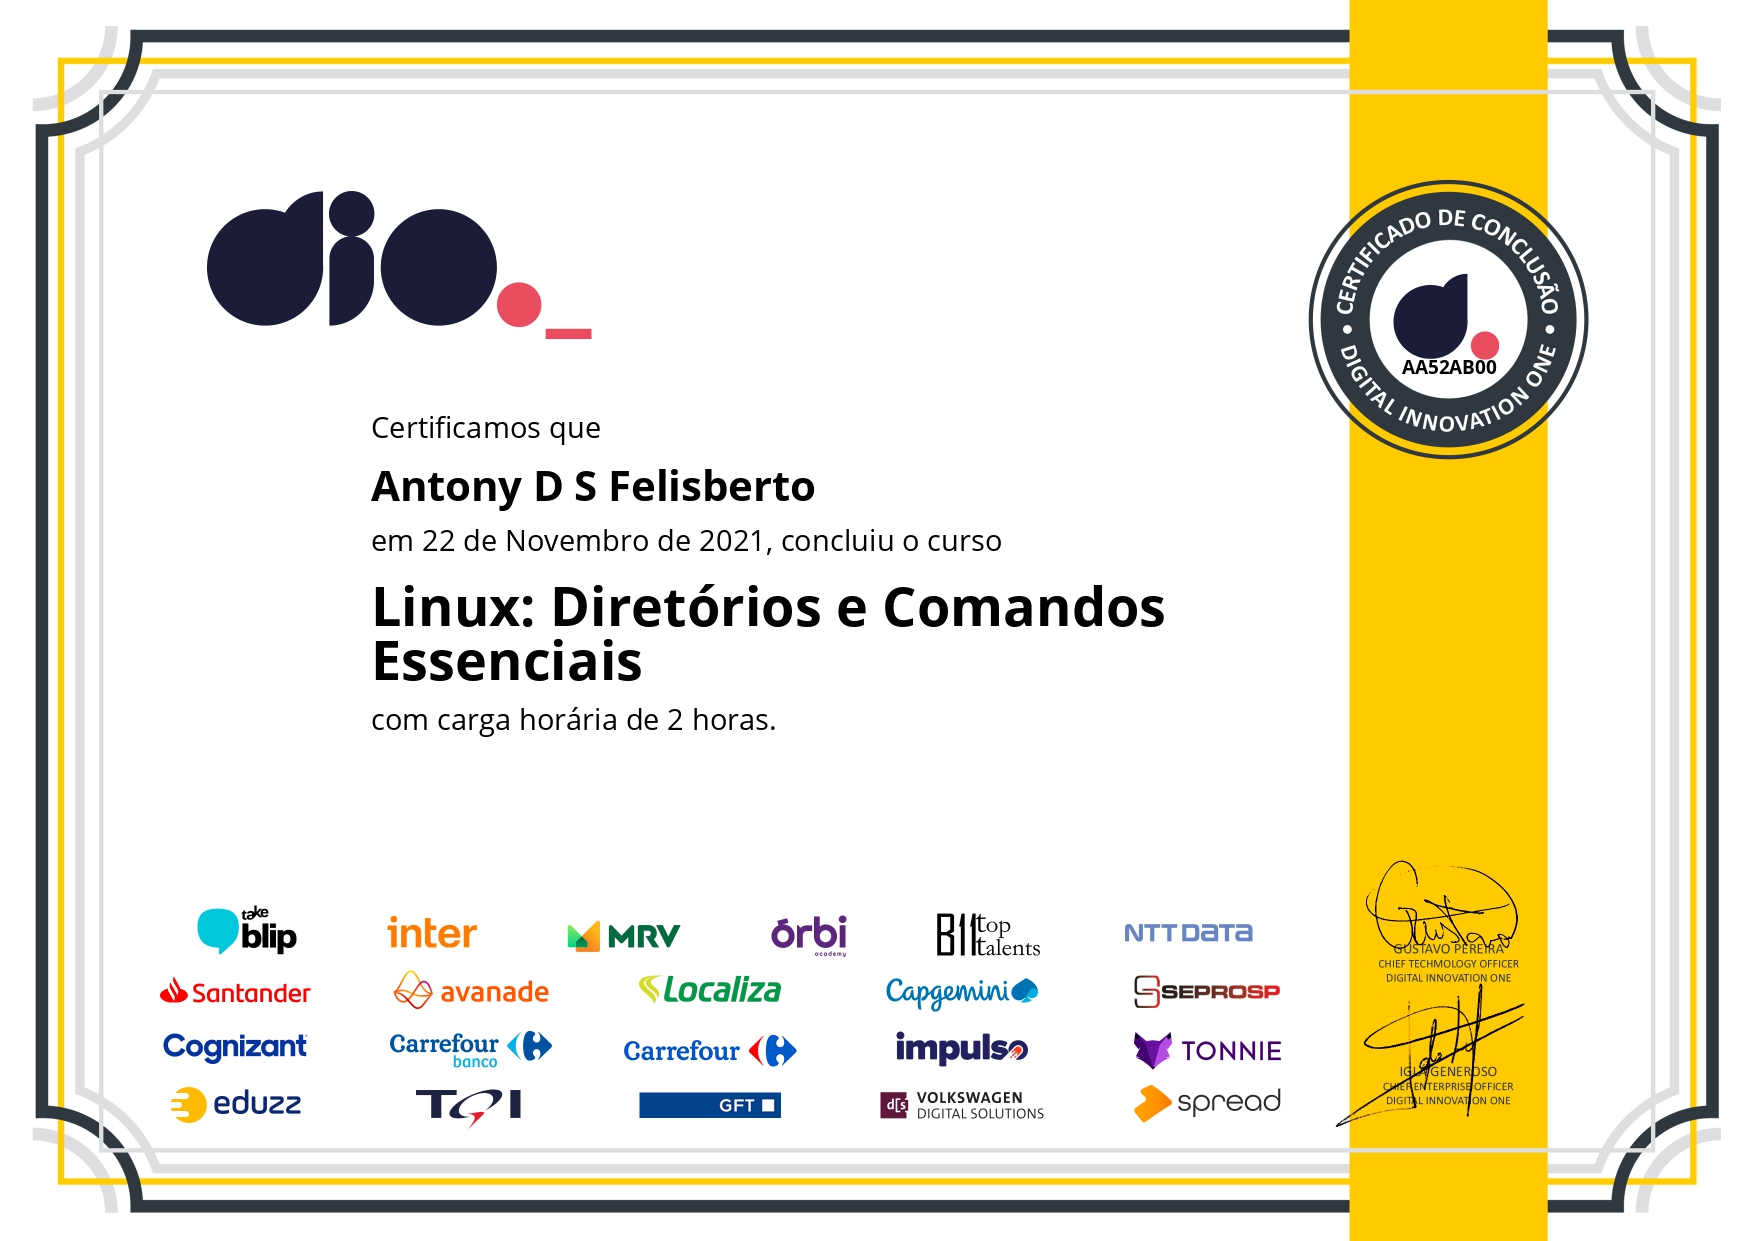 dio._
CERTIFICADO DE CONCLUSÃO
AA52AB00
DIGITAL INNOVATION ONE
Certificamos que
Antony D S Felisberto
em 22 de Novembro de 2021, concluiu o curso
Linux: Diretórios e Comandos
Essenciais
com carga horária de 2 horas.
take
blip
inter
MRV
órbi
academy
B11 top
talents
NTT DATA
Santander
avanade
Localiza
Capgemini
SEPROSP
Cognizant
Carrefour
banco
Carrefour
impulso
TONNIE
eduzz
TQI
GFT
d[s] VOLKSWAGEN
DIGITAL SOLUTIONS
spread
GUSTAVO PEREIRA
CHIEF TECHNOLOGY OFFICER
DIGITAL INNOVATION ONE
IGLÁ GENEROSO
CHIEF ENTERPRISE OFFICER
DIGITAL INNOVATION ONE